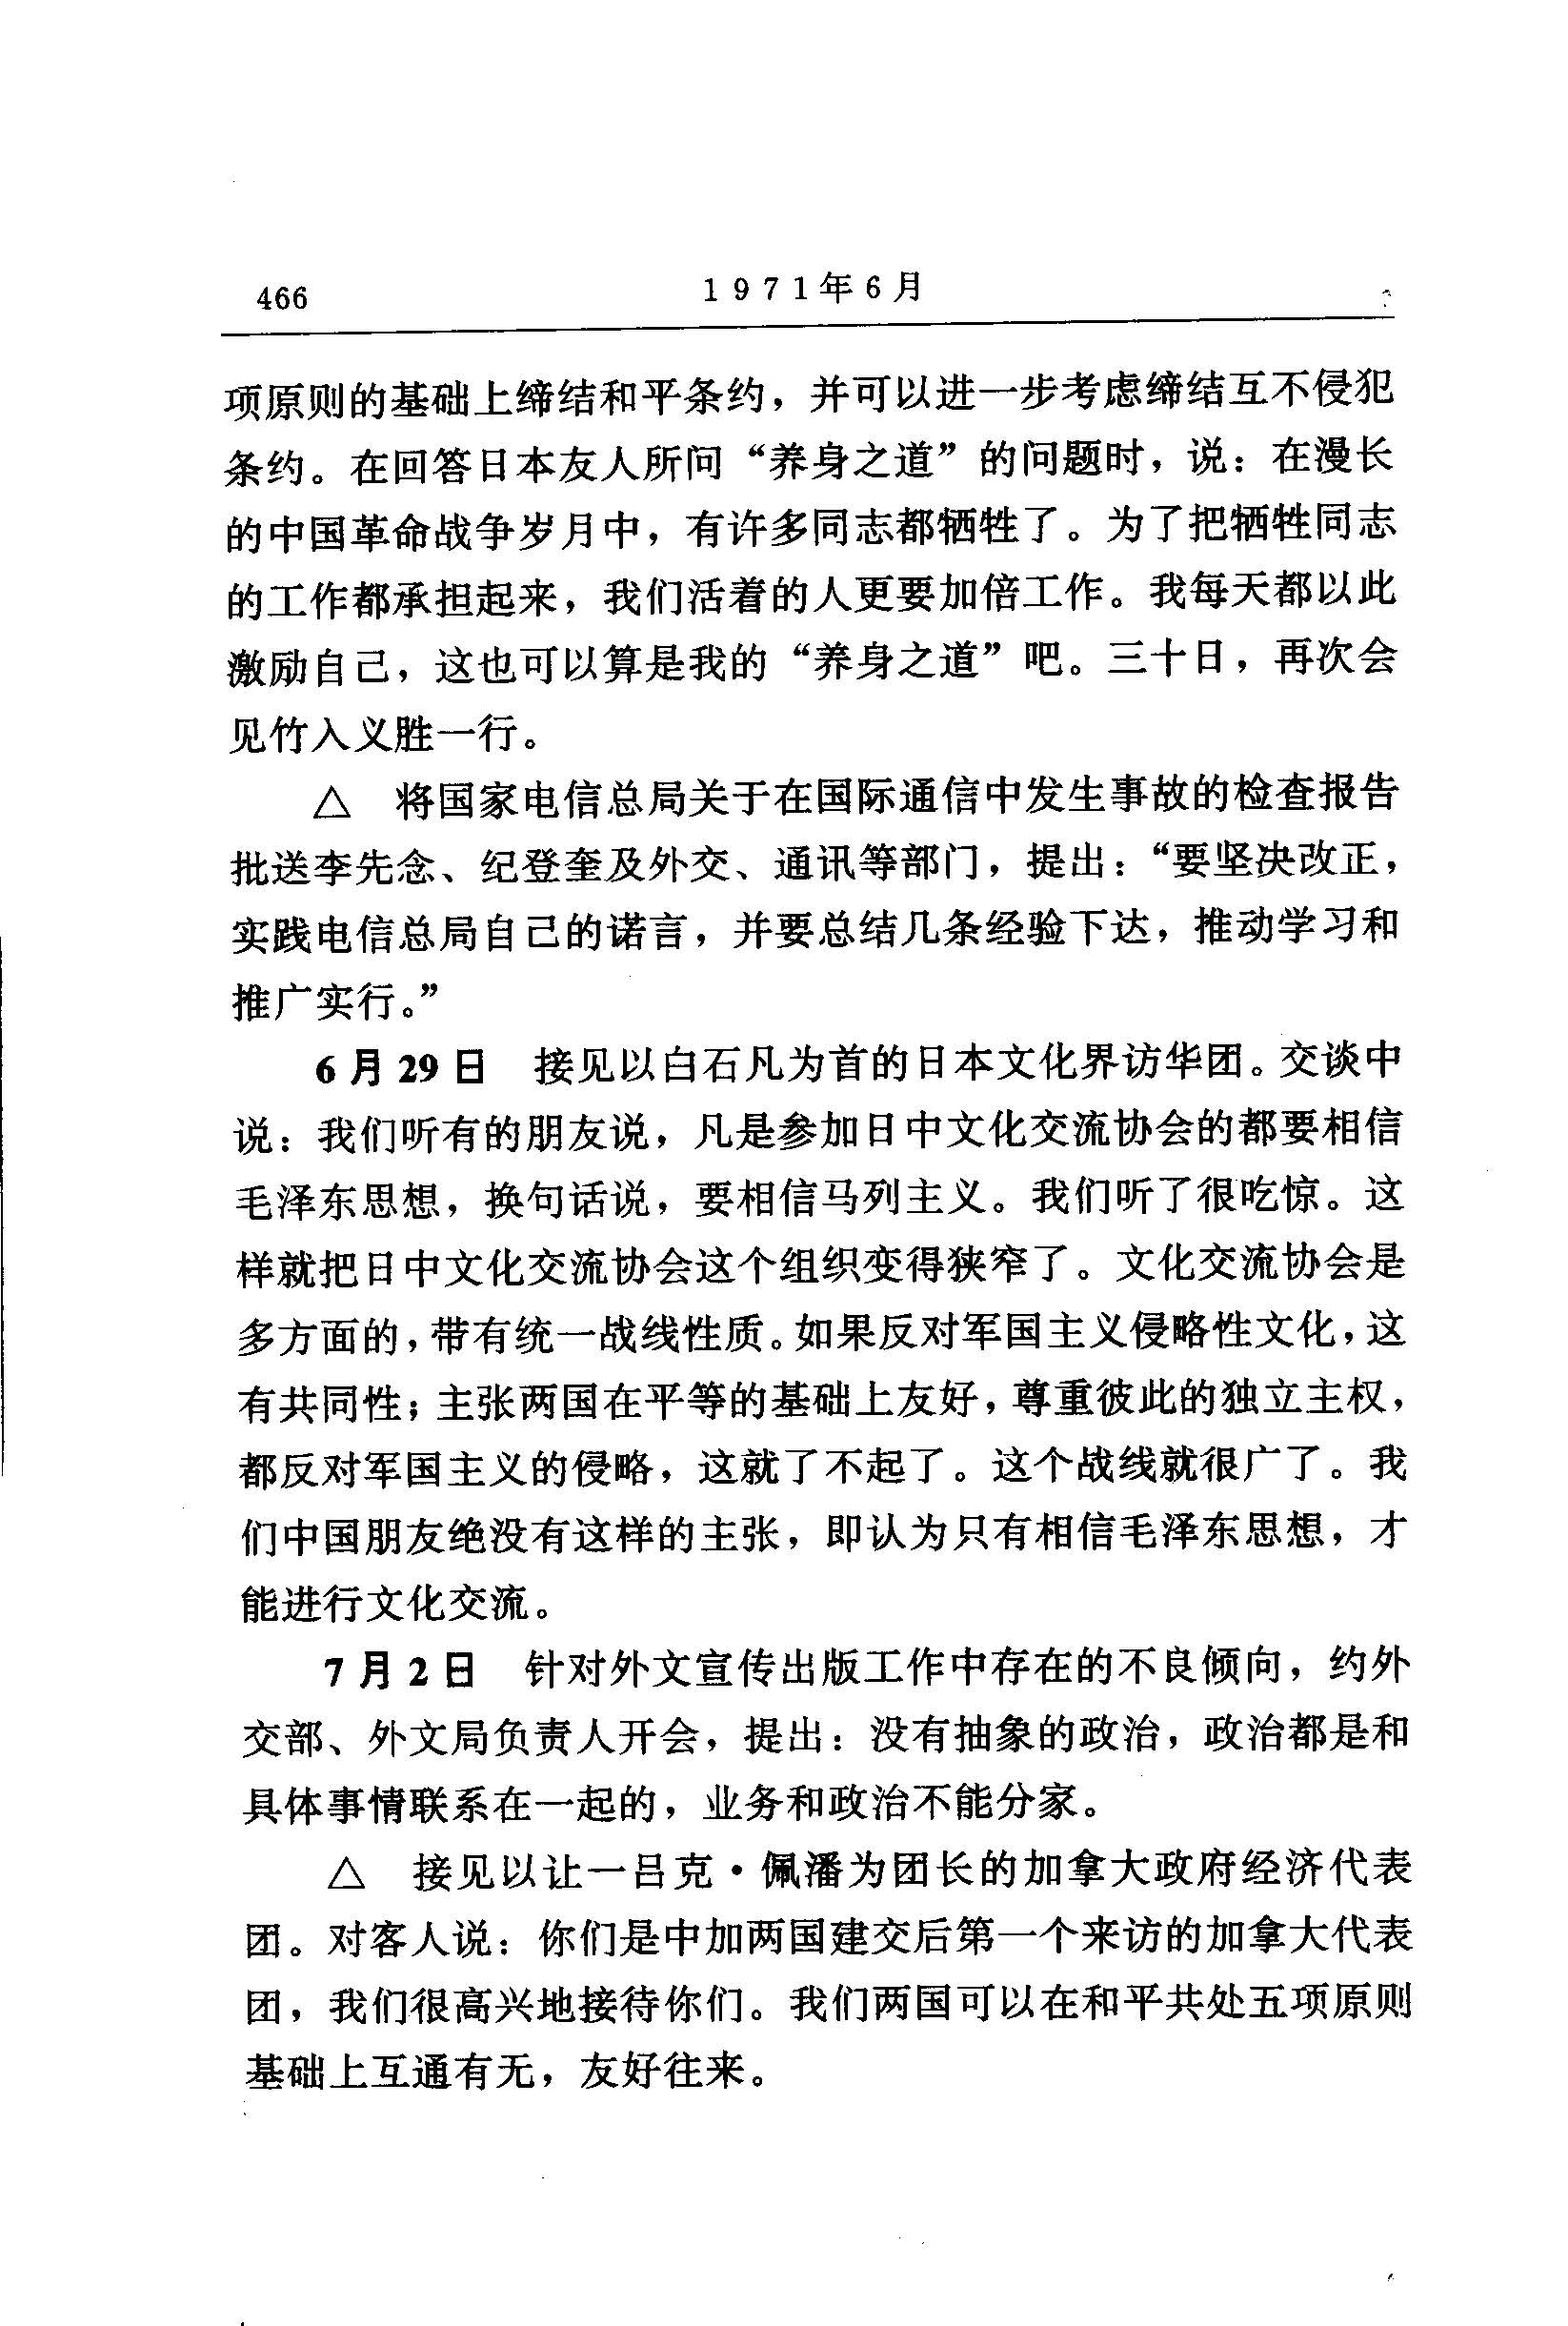 466
1971年6月
项原则的基础上缔结和平条约，并可以进一步考虑缔结互不侵犯
条约。在回答日本友人所问“养身之道”的问题时，说：在漫长
的中国革命战争岁月中，有许多同志都牺牲了。为了把牺牲同志
的工作都承担起来，我们活着的人更要加倍工作。我每天都以此
激励自己，这也可以算是我的“养身之道”吧。三十日，再次会
见竹入义胜一行。
△　将国家电信总局关于在国际通信中发生事故的检查报告
批送李先念、纪登奎及外交、通讯等部门，提出：“要坚决改正，
实践电信总局自己的诺言，并要总结几条经验下达，推动学习和
推广实行。”
6月29日　接见以白石凡为首的日本文化界访华团。交谈中
说：我们听有的朋友说，凡是参加日中文化交流协会的都要相信
毛泽东思想，换句话说，要相信马列主义。我们听了很吃惊。这
样就把日中文化交流协会这个组织变得狭窄了。文化交流协会是
多方面的，带有统一战线性质。如果反对军国主义侵略性文化，这
有共同性；主张两国在平等的基础上友好，尊重彼此的独立主权，
都反对军国主义的侵略，这就了不起了。这个战线就很广了。我
们中国朋友绝没有这样的主张，即认为只有相信毛泽东思想，才
能进行文化交流。
7月2日　针对外文宣传出版工作中存在的不良倾向，约外
交部、外文局负责人开会，提出：没有抽象的政治，政治都是和
具体事情联系在一起的，业务和政治不能分家。
△　接见以让一吕克·佩潘为团长的加拿大政府经济代表
团。对客人说：你们是中加两国建交后第一个来访的加拿大代表
团，我们很高兴地接待你们。我们两国可以在和平共处五项原则
基础上互通有无，友好往来。